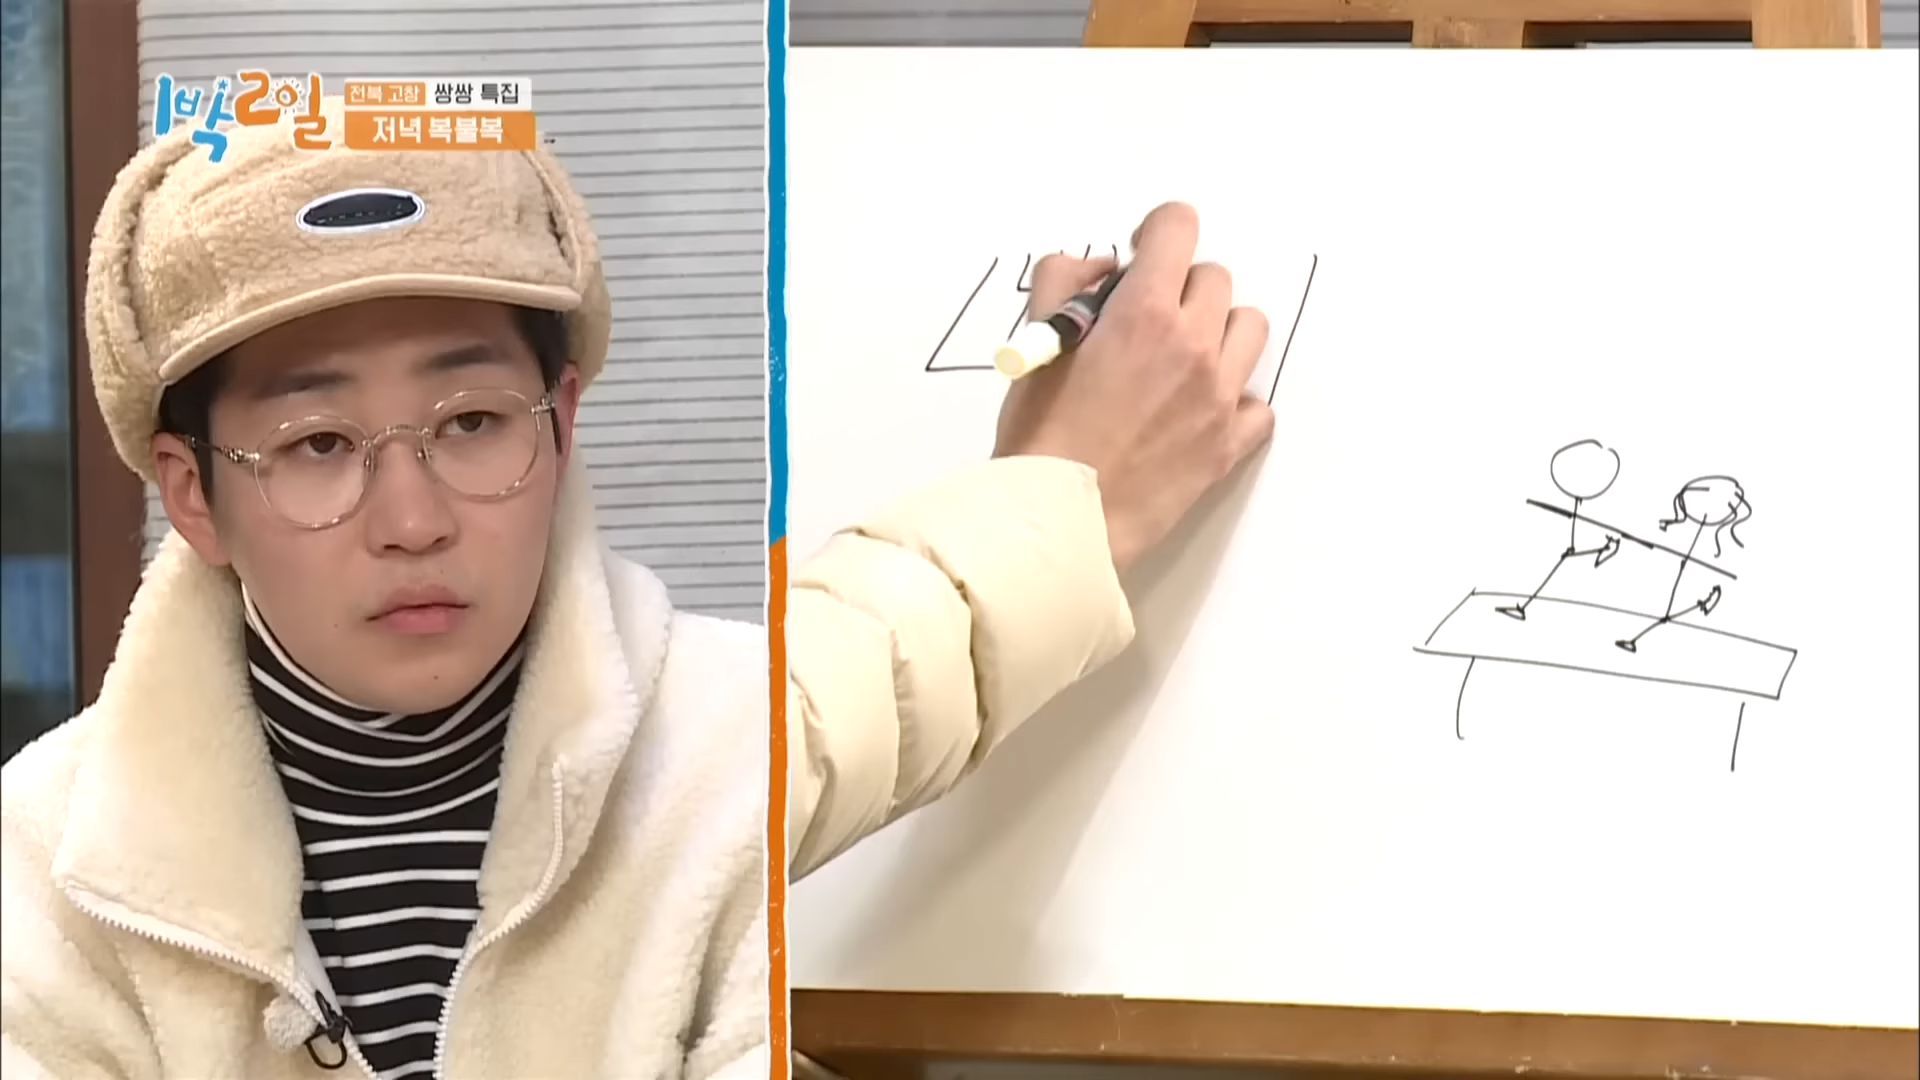 1박2일
전북 고창 쌍쌍 특집
저녁 복불복